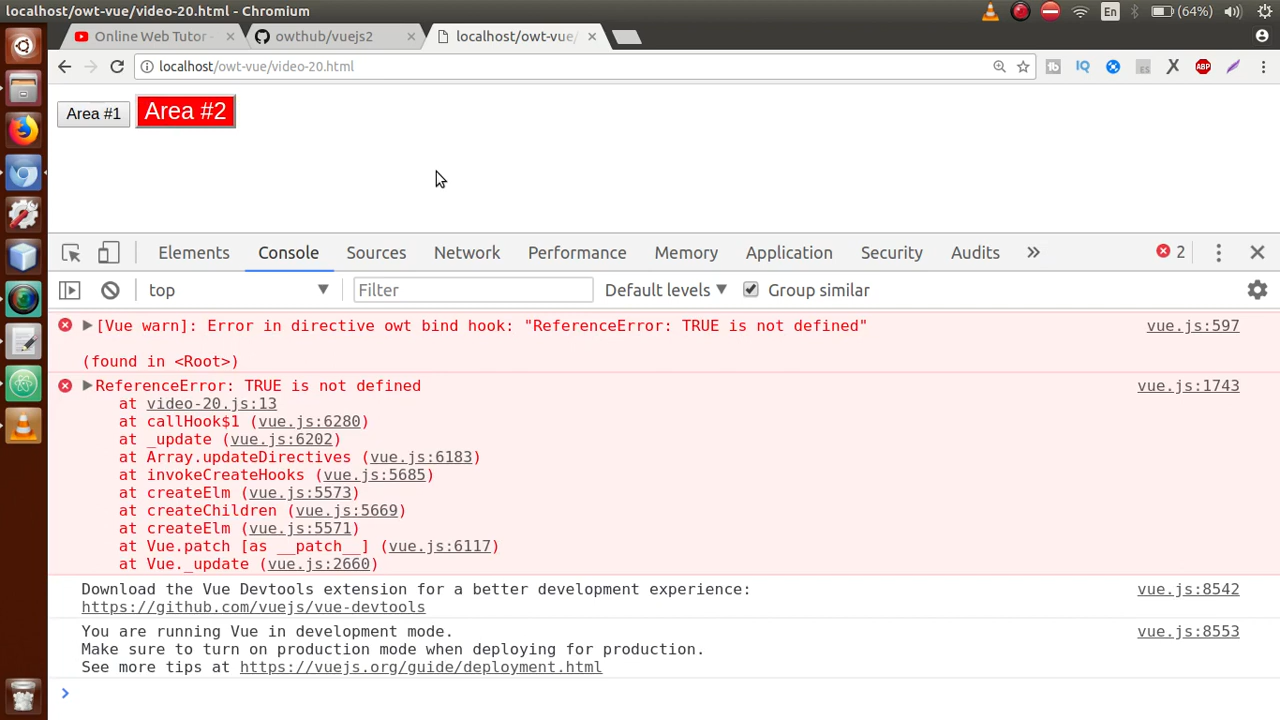 localhost/owt-vue/video-20.html - Chromium
En
(64%)
Online Web Tutor -
owthub/vuejs2
localhost/owt-vue/
localhost/owt-vue/video-20.html
fb
IQ
ES
X
ABP
Area #1
Area #2
Elements
Console
Sources
Network
Performance
Memory
Application
Security
Audits
2
top
Filter
Default levels
Group similar
[Vue warn]: Error in directive owt bind hook: "ReferenceError: TRUE is not defined"
vue.js:597
(found in <Root>)
ReferenceError: TRUE is not defined
vue.js:1743
at video-20.js:13
at callHook$1 (vue.js:6280)
at _update (vue.js:6202)
at Array.updateDirectives (vue.js:6183)
at invokeCreateHooks (vue.js:5685)
at createElm (vue.js:5573)
at createChildren (vue.js:5669)
at createElm (vue.js:5571)
at Vue.patch [as __patch__] (vue.js:6117)
at Vue._update (vue.js:2660)
Download the Vue Devtools extension for a better development experience:
vue.js:8542
https://github.com/vuejs/vue-devtools
You are running Vue in development mode.
vue.js:8553
Make sure to turn on production mode when deploying for production.
See more tips at https://vuejs.org/guide/deployment.html